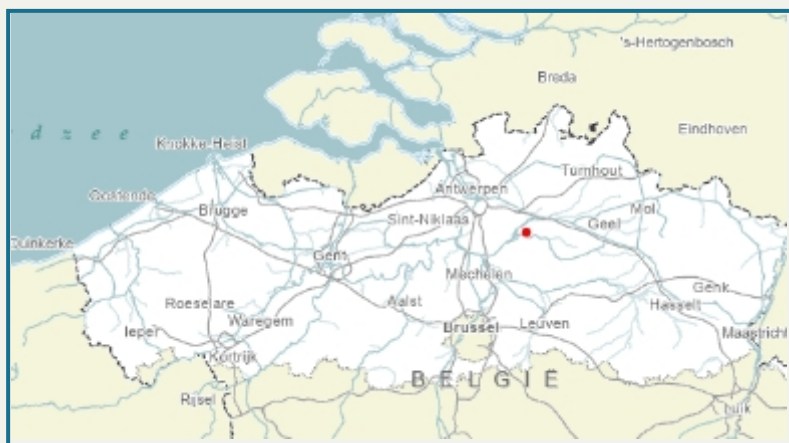 's-Hertogenbosch
Breda
Eindhoven
d z e e
Knokke-Heist
Turnhout
Antwerpen
Oostende
Mol
Brugge
Sint-Niklaas
Geel
Duinkerke
Gent
Mechelen
Genk
Roeselare
Aalst
Hasselt
Ieper
Waregem
Brussel
Leuven
Maastricht
Kortrijk
BELGIË
Rijsel
Luik